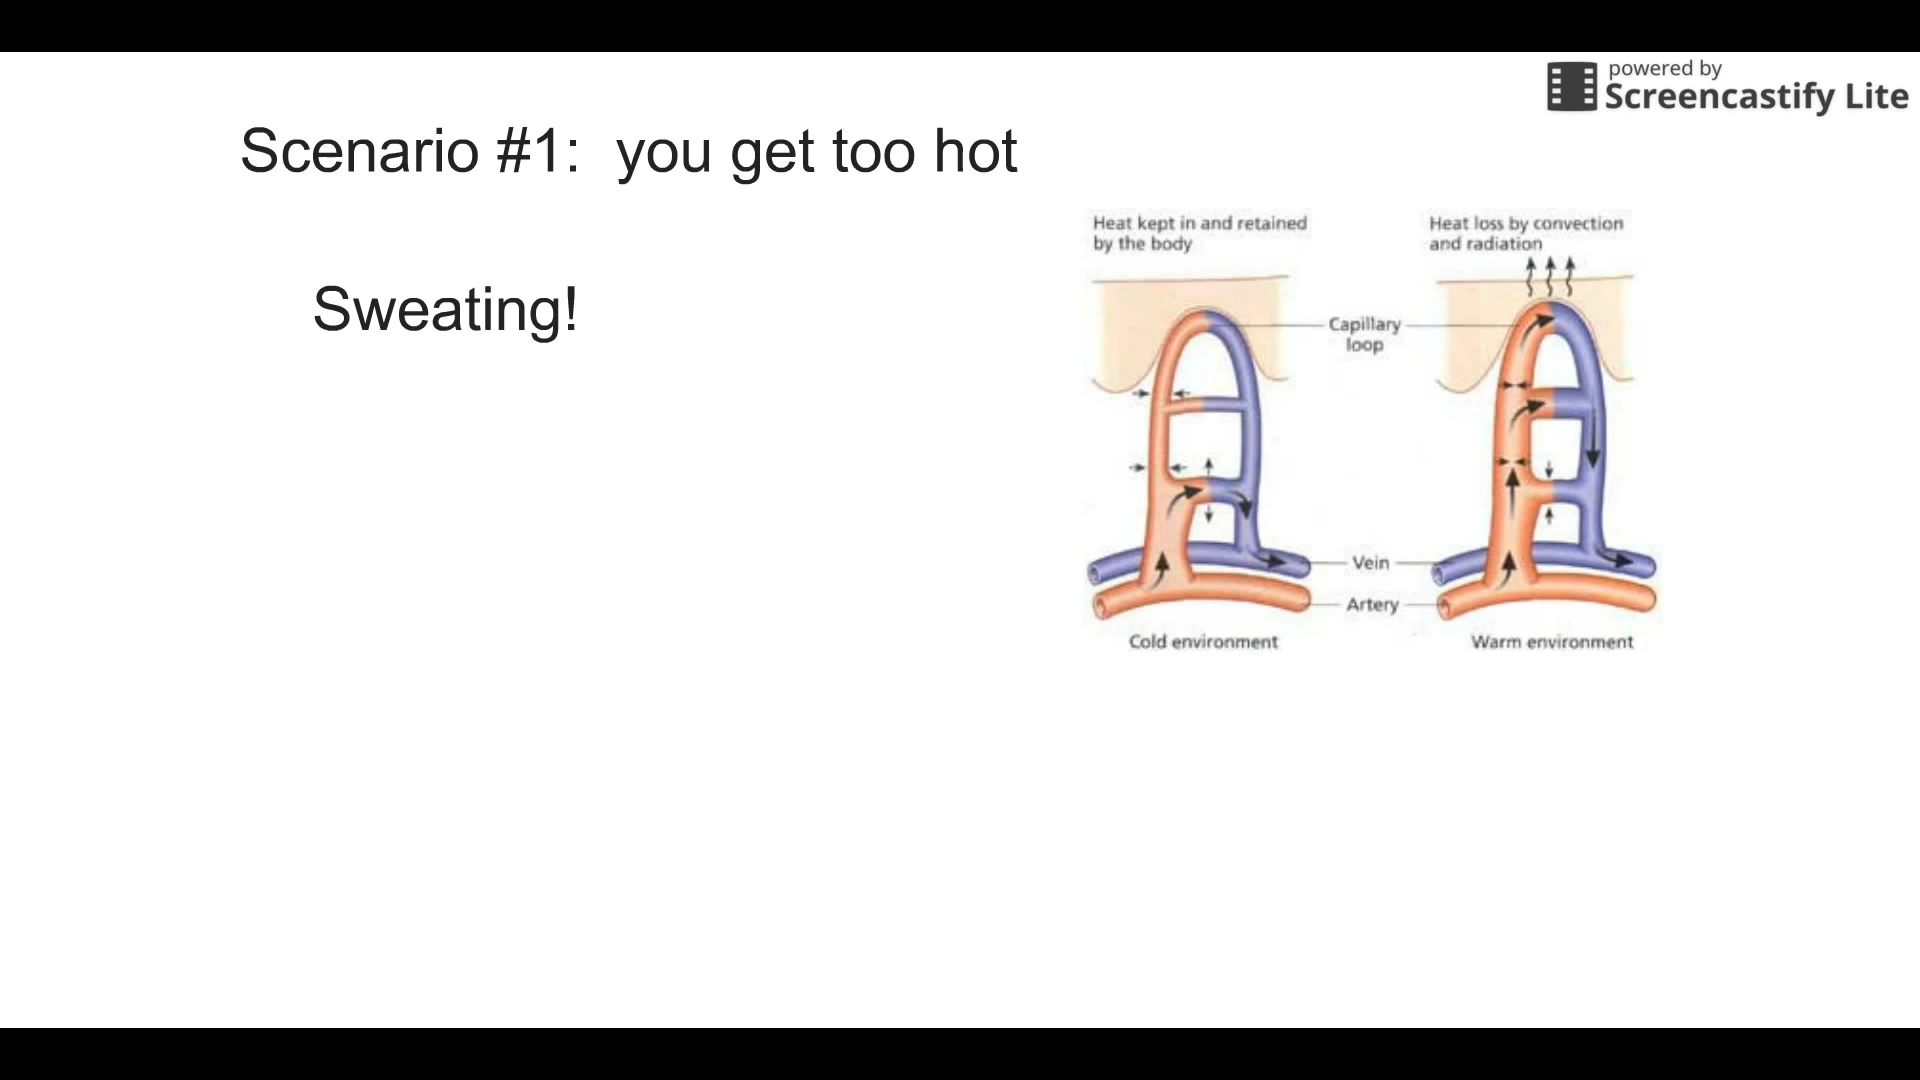 powered by
Screencastify Lite
Scenario #1:  you get too hot
Sweating!
Heat kept in and retained
by the body
Heat loss by convection
and radiation
Capillary
loop
Vein
Artery
Cold environment
Warm environment